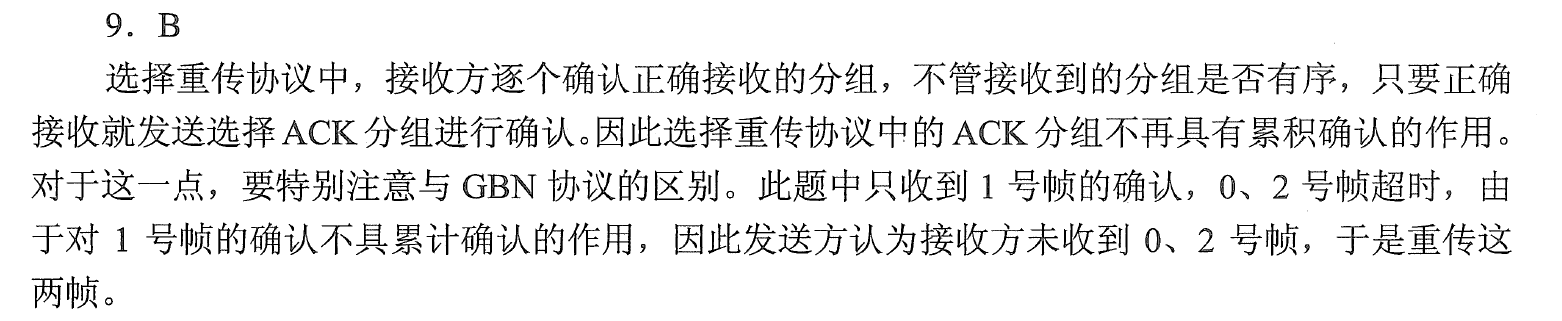 9．B
选择重传协议中，接收方逐个确认正确接收的分组，不管接收到的分组是否有序，只要正确
接收就发送选择 ACK 分组进行确认。因此选择重传协议中的 ACK 分组不再具有累积确认的作用。
对于这一点，要特别注意与 GBN 协议的区别。此题中只收到 1 号帧的确认，0、2 号帧超时，由
于对 1 号帧的确认不具累计确认的作用，因此发送方认为接收方未收到 0、2 号帧，于是重传这
两帧。